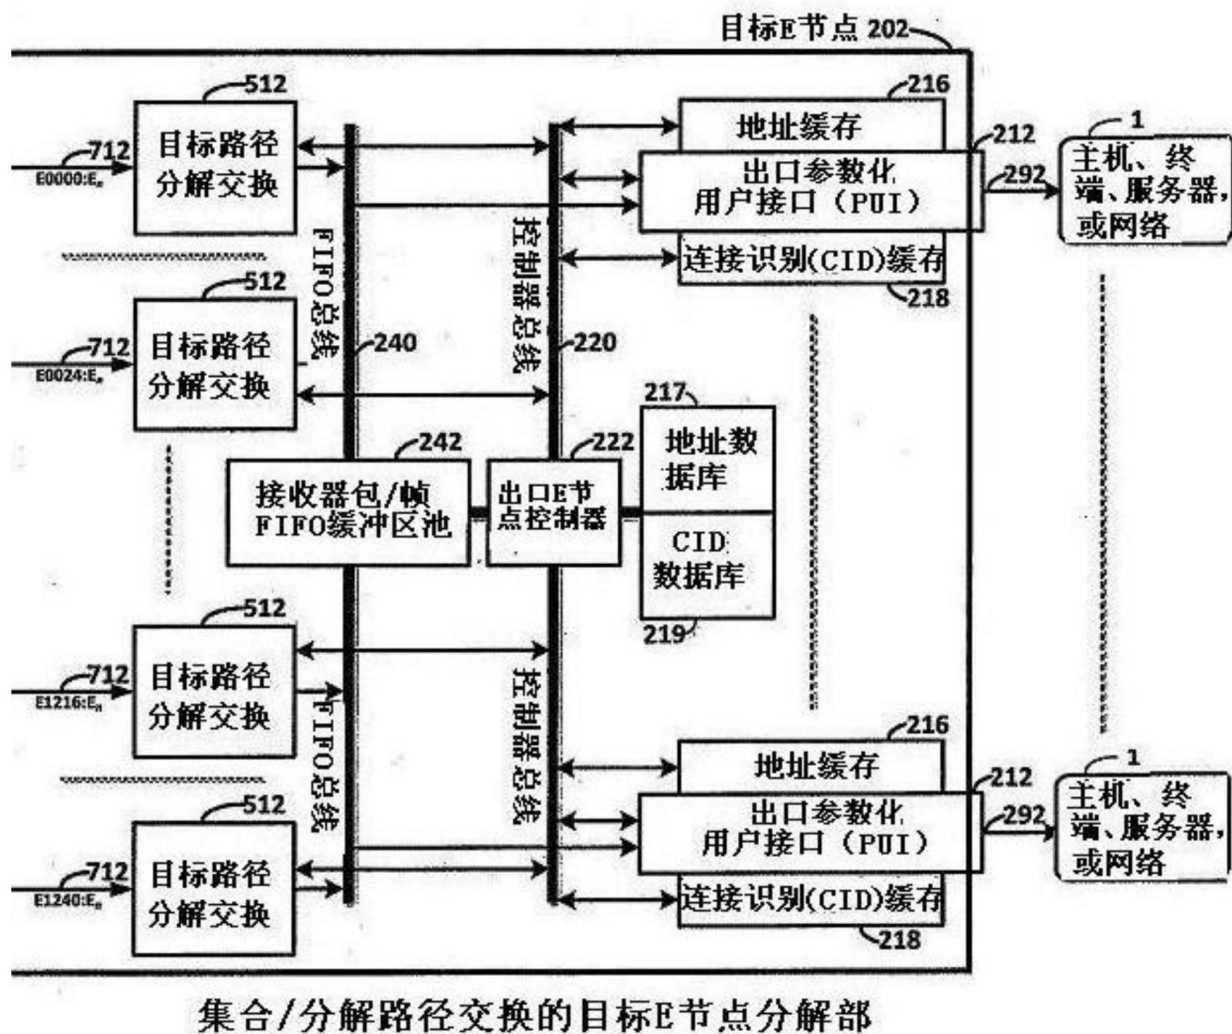 目标E节点 202
512
目标路径
分解交换
712
E0000:Eₙ
216
地址缓存
212
出口参数化
用户接口（PUI）
292
1
主机、终
端、服务器，
或网络
连接识别(CID)缓存
218
FIFO总线
控制器总线
512
目标路径
分解交换
712
E0024:Eₙ
240
220
217
地址数
据库
CID
数据库
219
242
接收器包/帧
FIFO缓冲区池
222
出口E节
点控制器
512
目标路径
分解交换
712
E1216:Eₙ
FIFO总线
控制器总线
216
地址缓存
212
出口参数化
用户接口（PUI）
292
1
主机、终
端、服务器，
或网络
连接识别(CID)缓存
218
512
目标路径
分解交换
712
E1240:Eₙ
集合/分解路径交换的目标E节点分解部